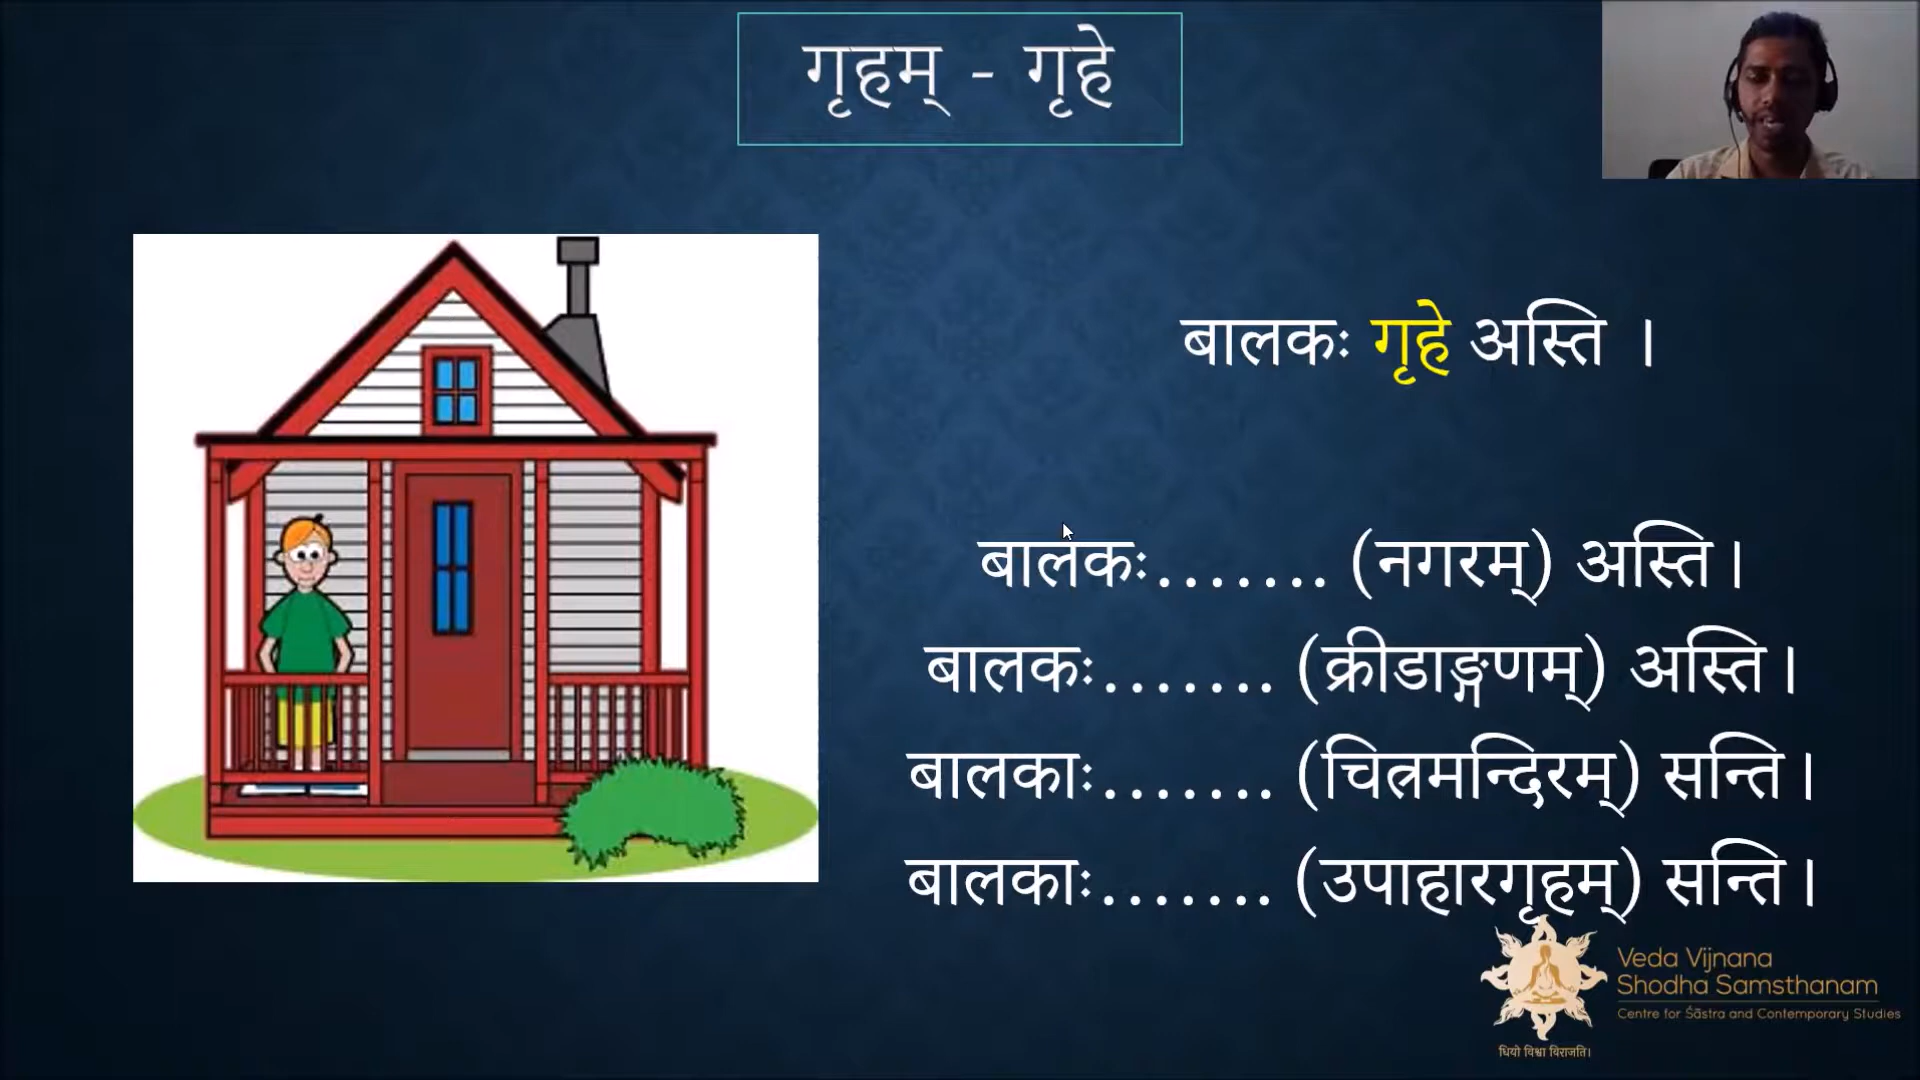 गृहम् - गृहे
बालकः गृहे अस्ति ।
बालकः....... (नगरम्) अस्ति।
बालकः....... (क्रीडाङ्गणम्) अस्ति।
बालकाः....... (चित्रमन्दिरम्) सन्ति।
बालकाः....... (उपाहारगृहम्) सन्ति।
Veda Vijnana
Shodha Samsthanam
Centre for Śāstra and Contemporary Studies
धियो विश्वा विराजति।